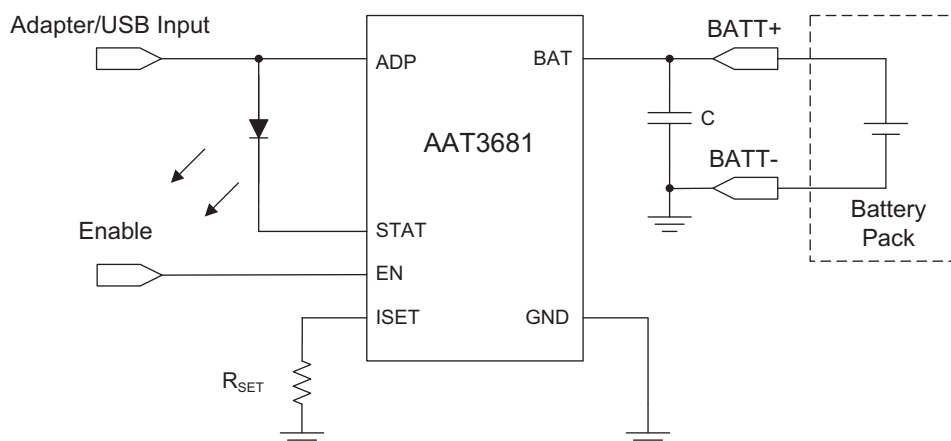 Adapter/USB Input
BATT+
ADP
BAT
C
AAT3681
BATT-
Enable
STAT
Battery
Pack
EN
ISET
GND
RSET